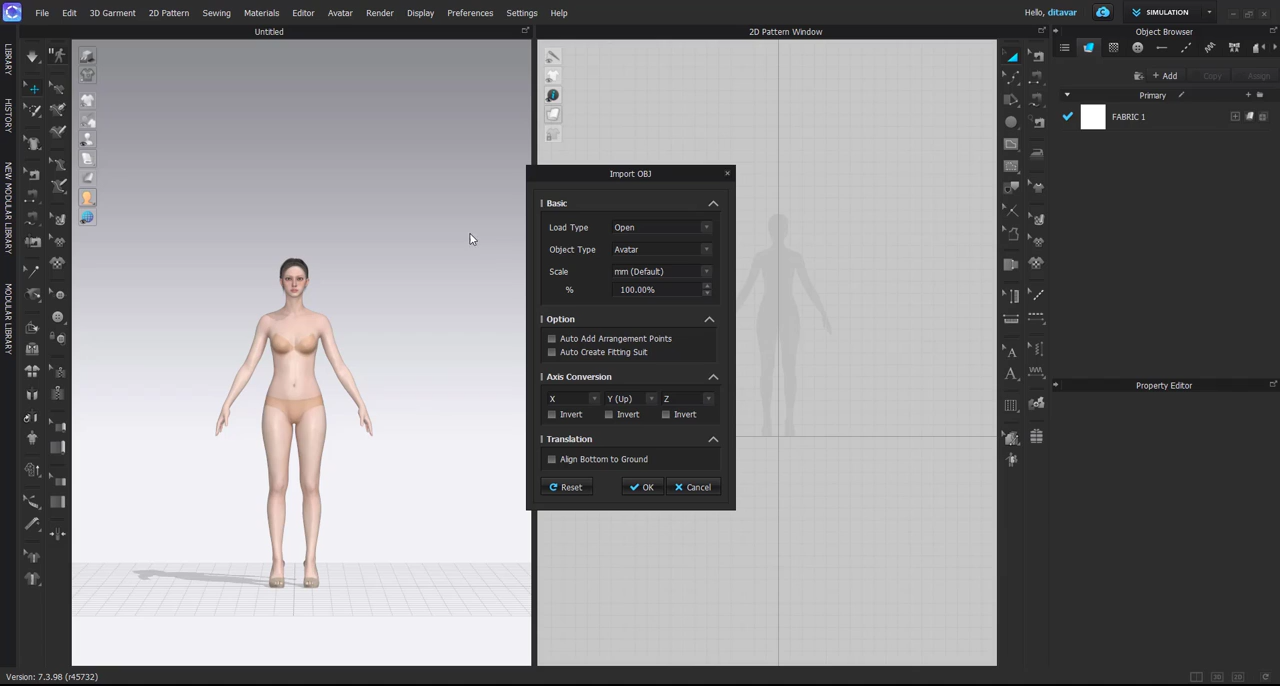 File Edit 3D Garment 2D Pattern Sewing Materials Editor Avatar Render Display Preferences Settings Help
Hello, ditavar
SIMULATION
Untitled
2D Pattern Window
Object Browser
LIBRARY
HISTORY
NEW MODULAR LIBRARY
MODULAR LIBRARY
+ Add
Copy
Assign
Primary
FABRIC 1
Import OBJ
Basic
Load Type Open
Object Type Avatar
Scale mm (Default)
% 100.00%
Option
Auto Add Arrangement Points
Auto Create Fitting Suit
Axis Conversion
X Y (Up) Z
Invert Invert Invert
Translation
Align Bottom to Ground
Reset OK Cancel
Property Editor
Version: 7.3.98 (r45732)
3D 2D